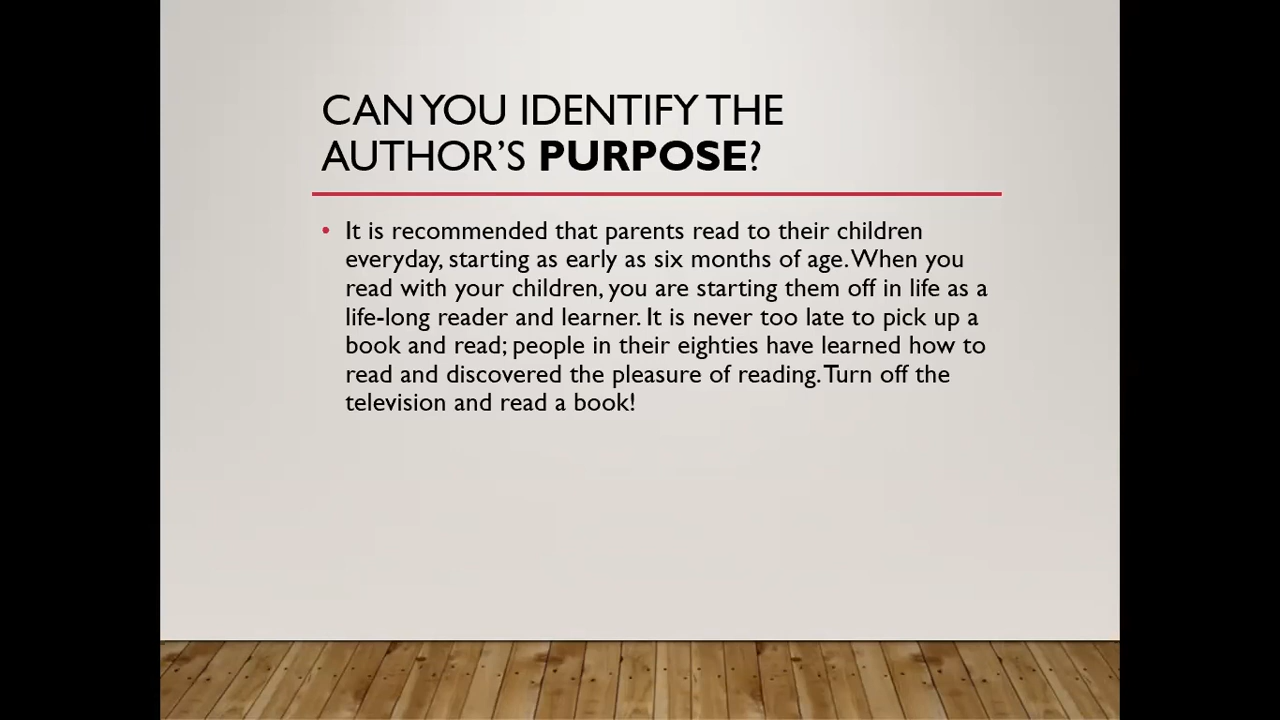 CAN YOU IDENTIFY THE
AUTHOR’S PURPOSE?
• It is recommended that parents read to their children
everyday, starting as early as six months of age. When you
read with your children, you are starting them off in life as a
life-long reader and learner. It is never too late to pick up a
book and read; people in their eighties have learned how to
read and discovered the pleasure of reading. Turn off the
television and read a book!